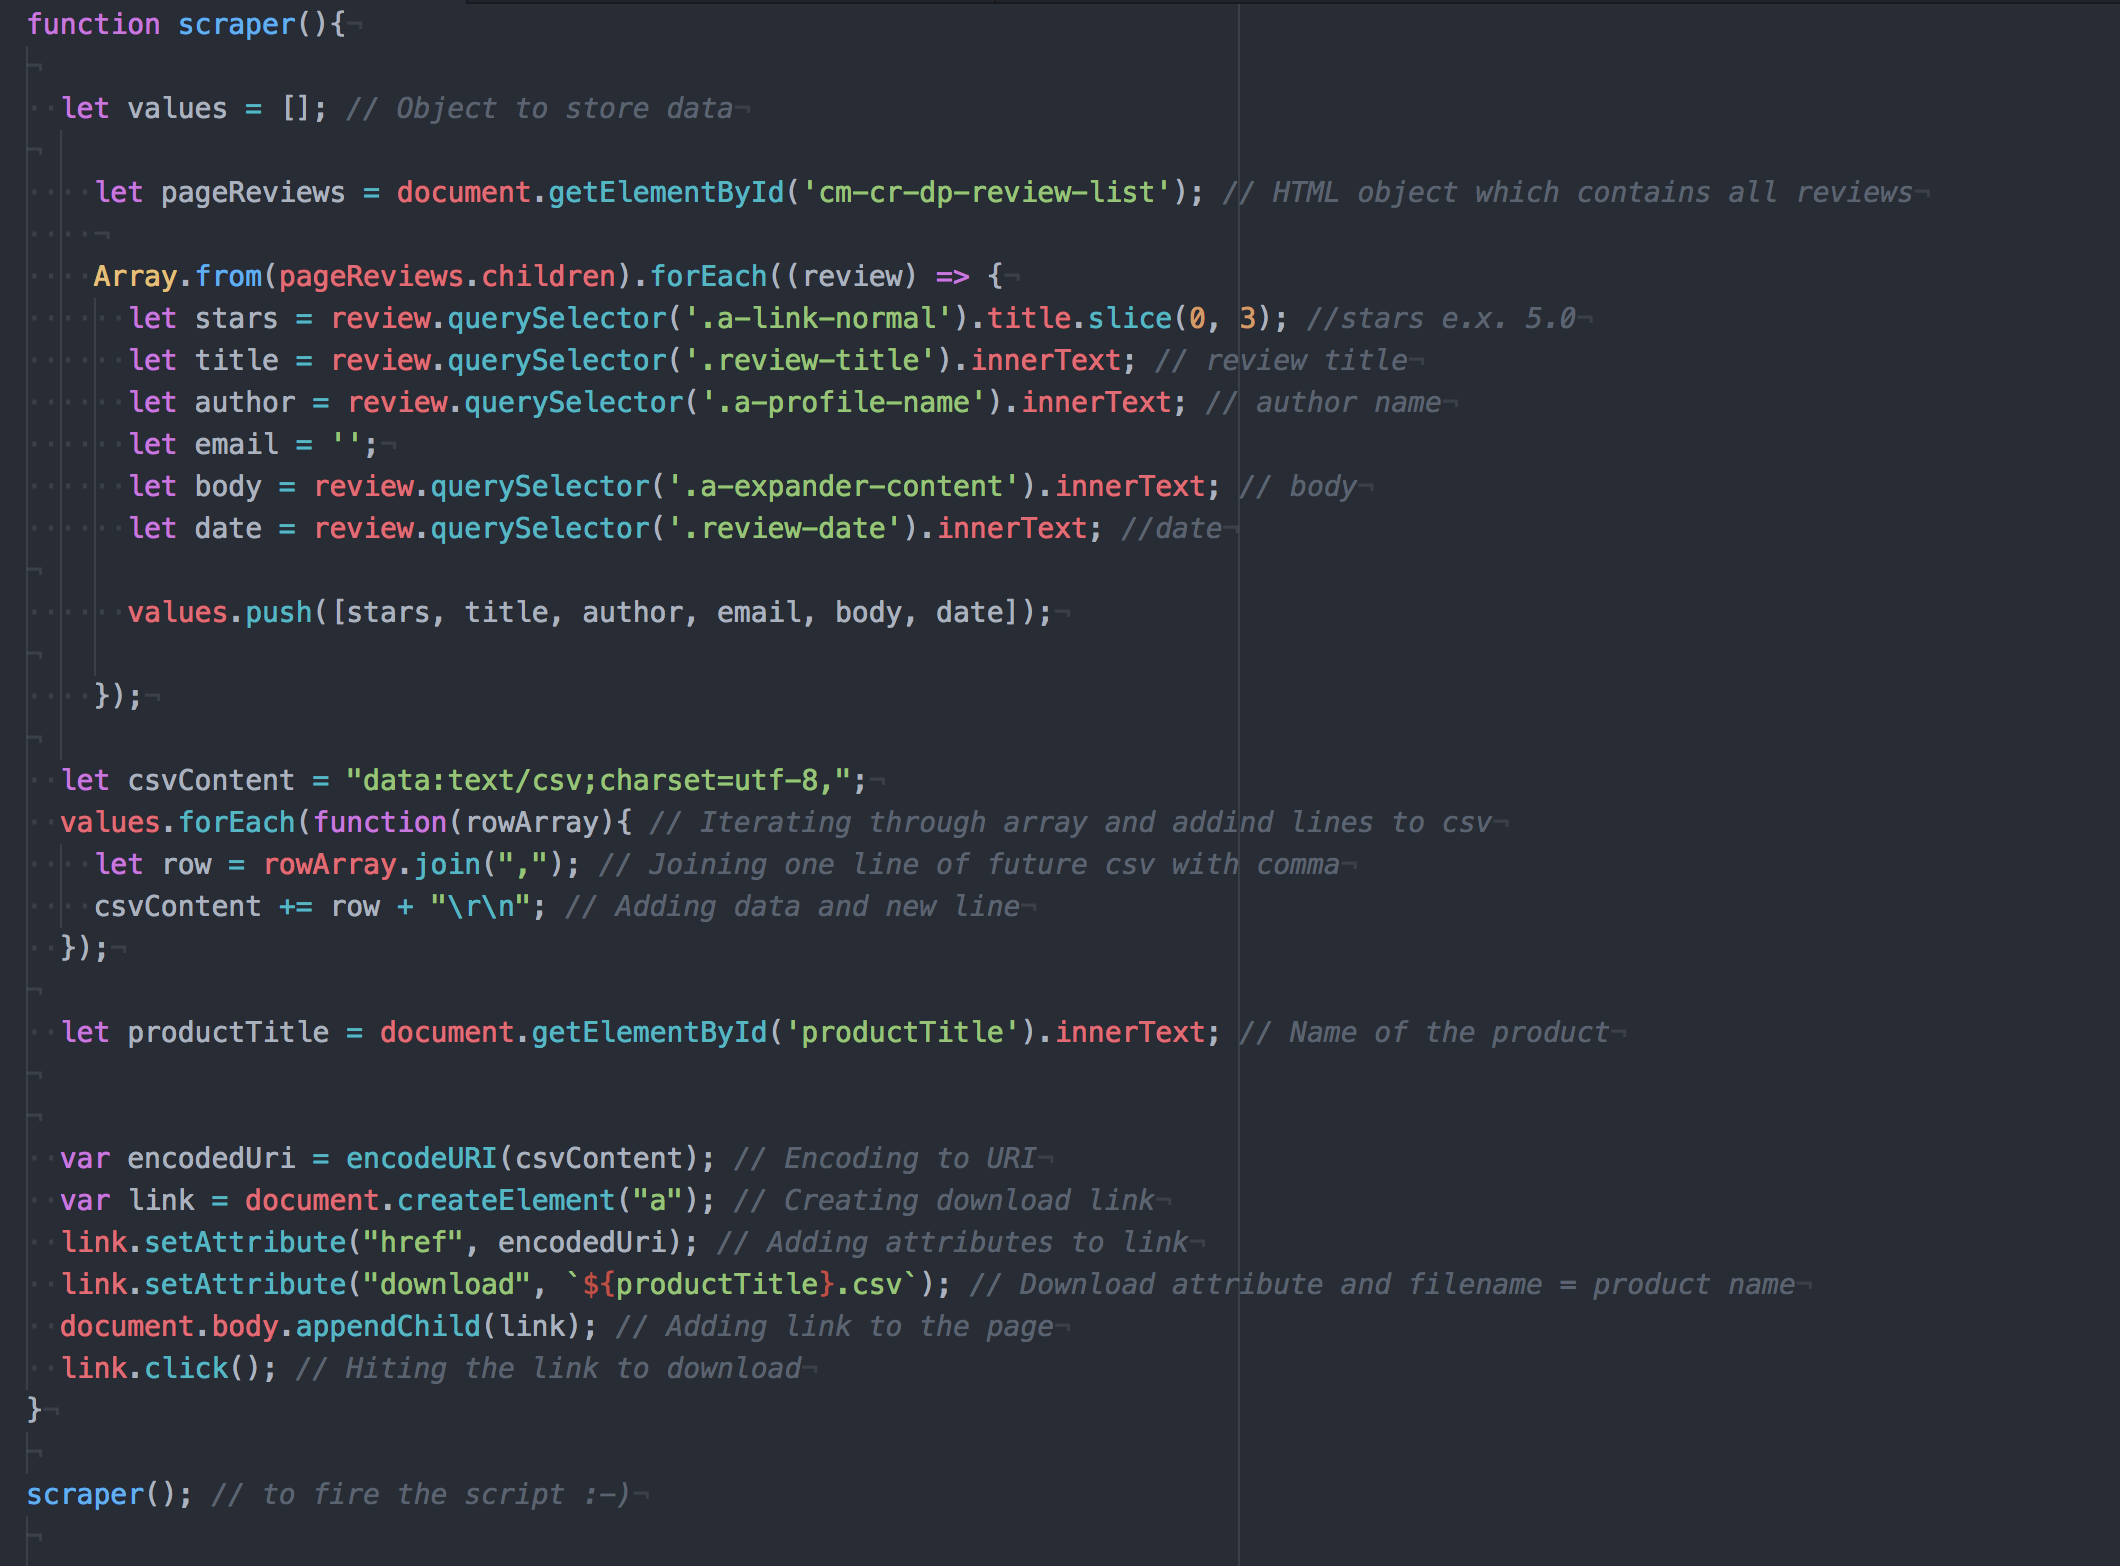 function scraper(){
let values = []; // Object to store data
let pageReviews = document.getElementById('cm-cr-dp-review-list'); // HTML object which contains all reviews
Array.from(pageReviews.children).forEach((review) => {
let stars = review.querySelector('.a-link-normal').title.slice(0, 3); //stars e.x. 5.0
let title = review.querySelector('.review-title').innerText; // review title
let author = review.querySelector('.a-profile-name').innerText; // author name
let email = '';
let body = review.querySelector('.a-expander-content').innerText; // body
let date = review.querySelector('.review-date').innerText; //date
values.push([stars, title, author, email, body, date]);
});
let csvContent = "data:text/csv;charset=utf-8,";
values.forEach(function(rowArray){ // Iterating through array and addind lines to csv
let row = rowArray.join(","); // Joining one line of future csv with comma
csvContent += row + "\r\n"; // Adding data and new line
});
let productTitle = document.getElementById('productTitle').innerText; // Name of the product
var encodedUri = encodeURI(csvContent); // Encoding to URI
var link = document.createElement("a"); // Creating download link
link.setAttribute("href", encodedUri); // Adding attributes to link
link.setAttribute("download", `${productTitle}.csv`); // Download attribute and filename = product name
document.body.appendChild(link); // Adding link to the page
link.click(); // Hiting the link to download
}
scraper(); // to fire the script :-)